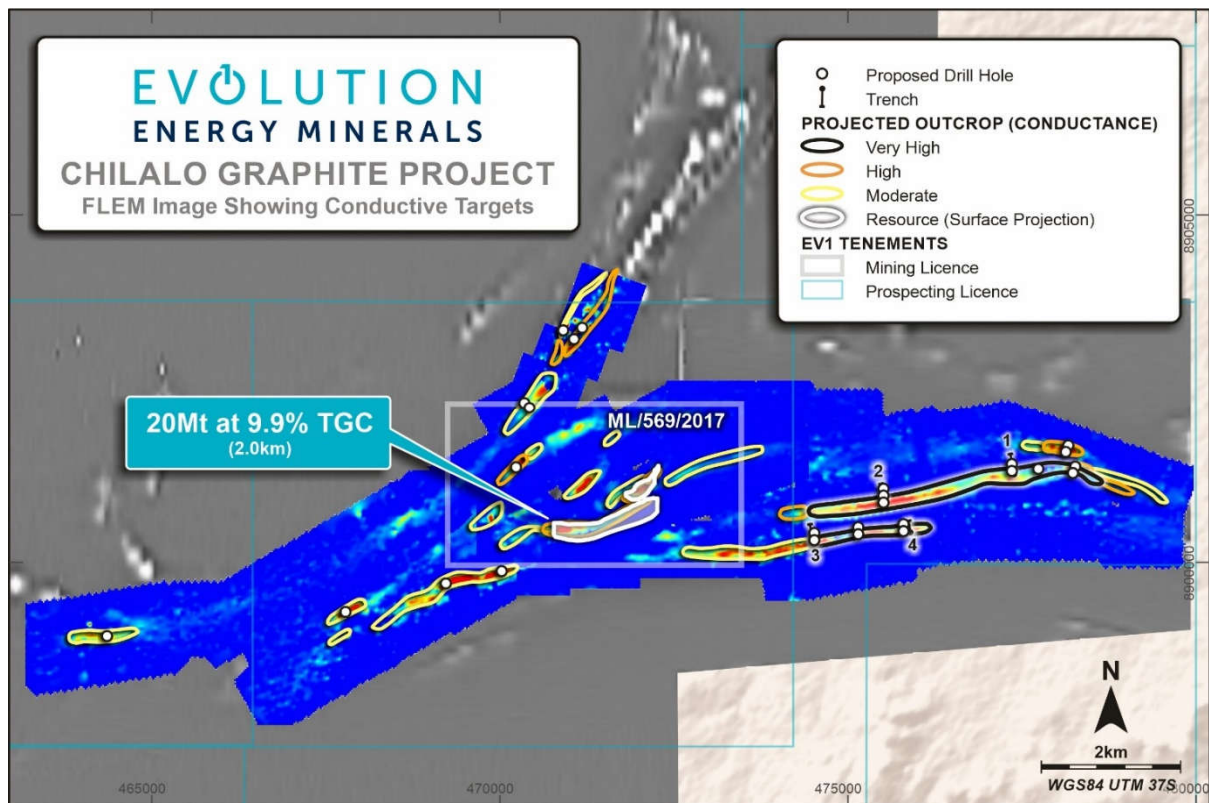 EVOLUTION
ENERGY MINERALS
CHILALO GRAPHITE PROJECT
FLEM Image Showing Conductive Targets
Proposed Drill Hole
Trench
PROJECTED OUTCROP (CONDUCTANCE)
Very High
High
Moderate
Resource (Surface Projection)
EV1 TENEMENTS
Mining Licence
Prospecting Licence
8905000
20Mt at 9.9% TGC
(2.0km)
ML/569/2017
1
2
3
4
8900000
N
2km
WGS84 UTM 37S
465000
470000
475000